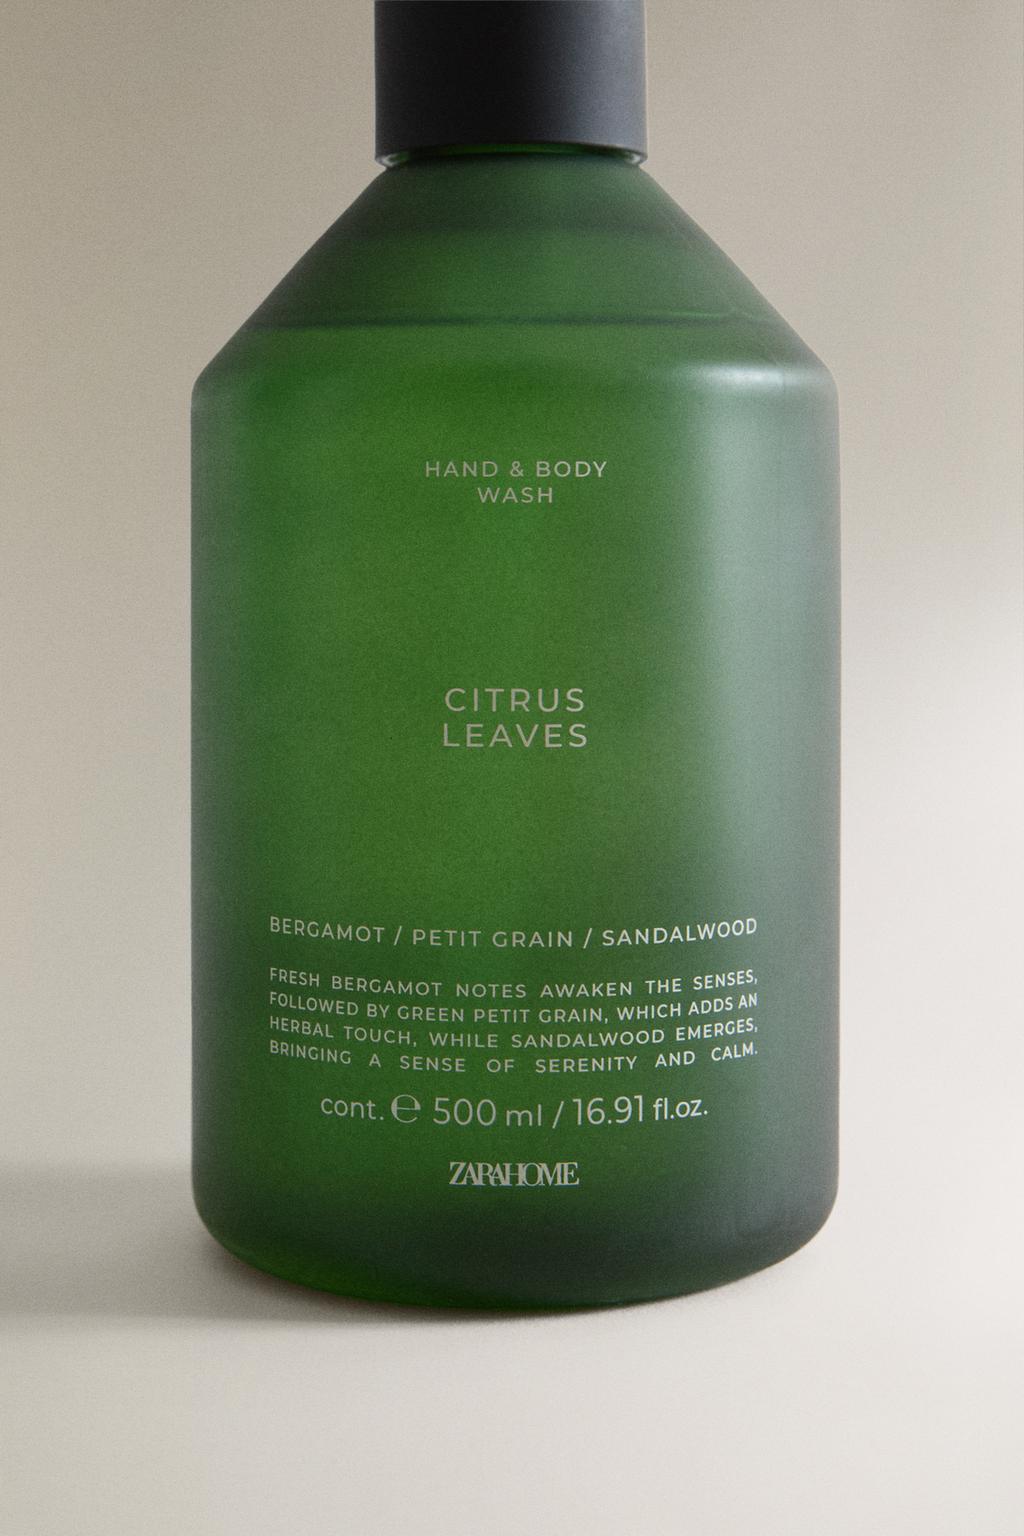 HAND & BODY
WASH
CITRUS
LEAVES
BERGAMOT / PETIT GRAIN / SANDALWOOD
FRESH BERGAMOT NOTES AWAKEN THE SENSES,
FOLLOWED BY GREEN PETIT GRAIN, WHICH ADDS AN
HERBAL TOUCH, WHILE SANDALWOOD EMERGES,
BRINGING A SENSE OF SERENITY AND CALM.
cont. ℮ 500 ml / 16.91 fl.oz.
ZARAHOME